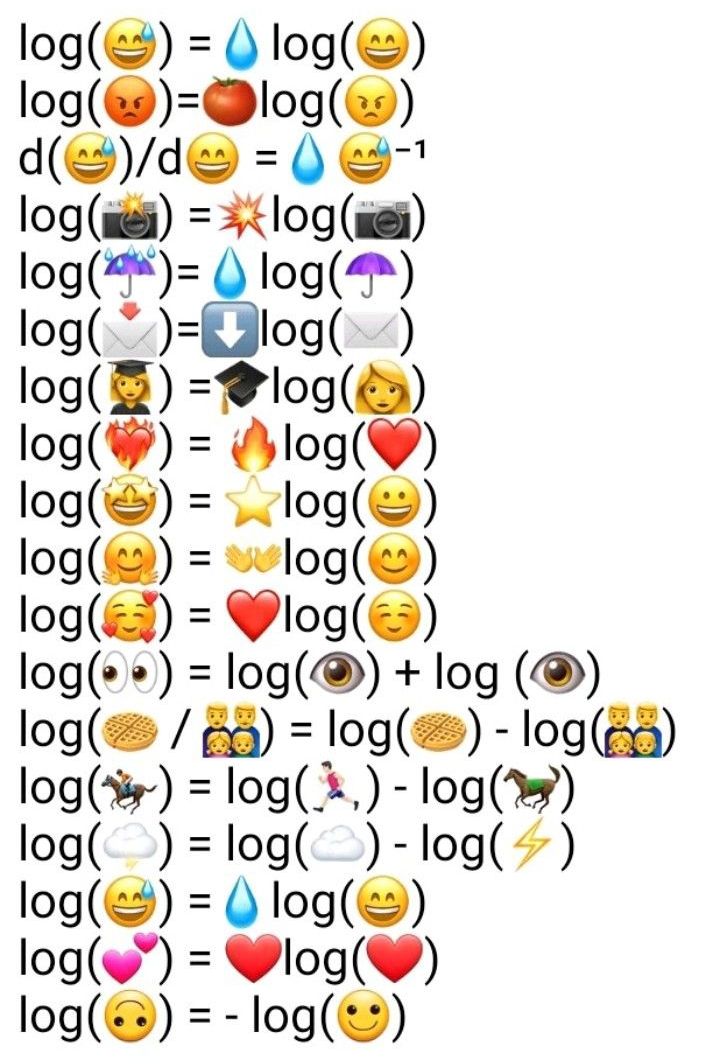 log(😅) = 💧log(😄)
log(😡)=🍅log(😠)
d(😅)/d😄 = 💧😅⁻¹
log(📸) = 💥log(📷)
log(☔)= 💧log(☂️)
log(📩)=⬇️log(✉️)
log(👩‍🎓) =🎓log(👩)
log(❤️‍🔥) = 🔥log(❤️)
log(🤩) = ⭐log(😀)
log(🤗) = 👐log(😊)
log(🥰) = ❤️log(☺️)
log(👀) = log(👁️) + log (👁️)
log(🧇 / 👨‍👨‍👧‍👦) = log(🧇) - log(👨‍👨‍👧‍👦)
log(🏇) = log(🏃🏻‍♂️) - log(🐎)
log(🌩️) = log(☁️) - log(⚡)
log(😅) = 💧log(😄)
log(💕) = ❤️log(❤️)
log(🙃) = - log(🙂)